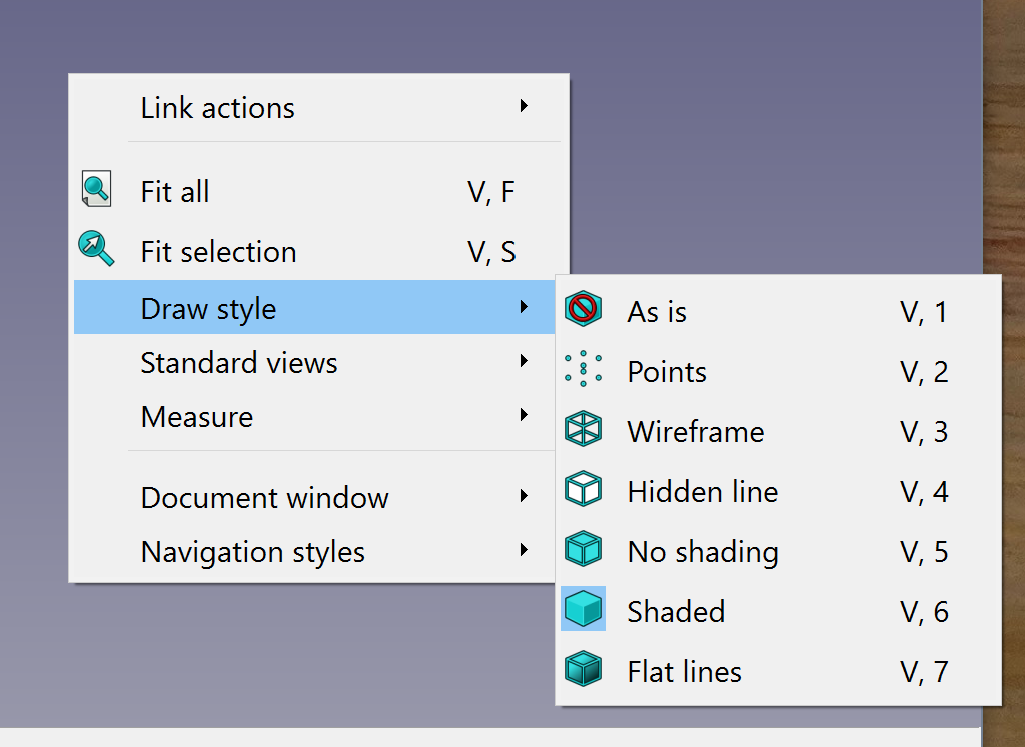 Link actions
Fit all V, F
Fit selection V, S
Draw style
Standard views
Measure
Document window
Navigation styles
As is V, 1
Points V, 2
Wireframe V, 3
Hidden line V, 4
No shading V, 5
Shaded V, 6
Flat lines V, 7